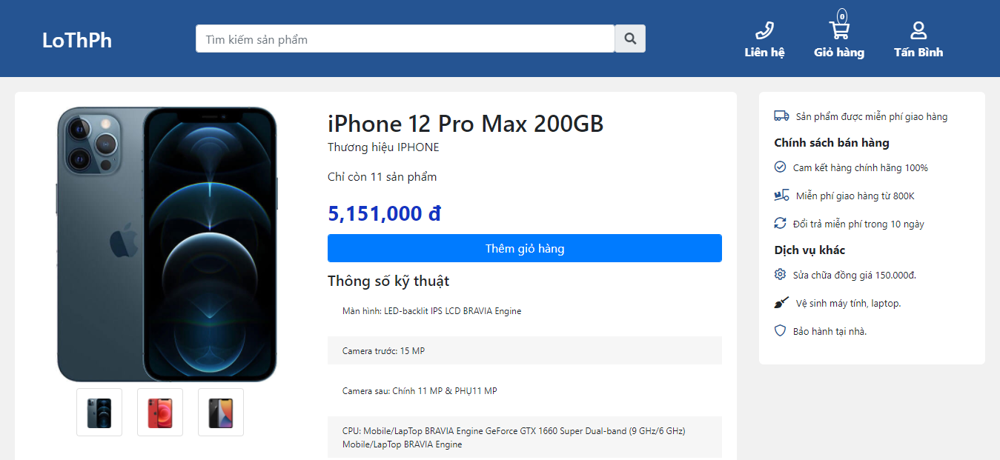 LoThPh
Tìm kiếm sản phẩm
0
Liên hệ
Giỏ hàng
Tấn Bình
iPhone 12 Pro Max 200GB
Thương hiệu IPHONE
Chỉ còn 11 sản phẩm
5,151,000 đ
Thêm giỏ hàng
Thông số kỹ thuật
Màn hình: LED-backlit IPS LCD BRAVIA Engine
Camera trước: 15 MP
Camera sau: Chính 11 MP & PHỤ11 MP
CPU: Mobile/LapTop BRAVIA Engine GeForce GTX 1660 Super Dual-band (9 GHz/6 GHz)
Mobile/LapTop BRAVIA Engine
Sản phẩm được miễn phí giao hàng
Chính sách bán hàng
Cam kết hàng chính hãng 100%
Miễn phí giao hàng từ 800K
Đổi trả miễn phí trong 10 ngày
Dịch vụ khác
Sửa chữa đồng giá 150.000đ.
Vệ sinh máy tính, laptop.
Bảo hành tại nhà.